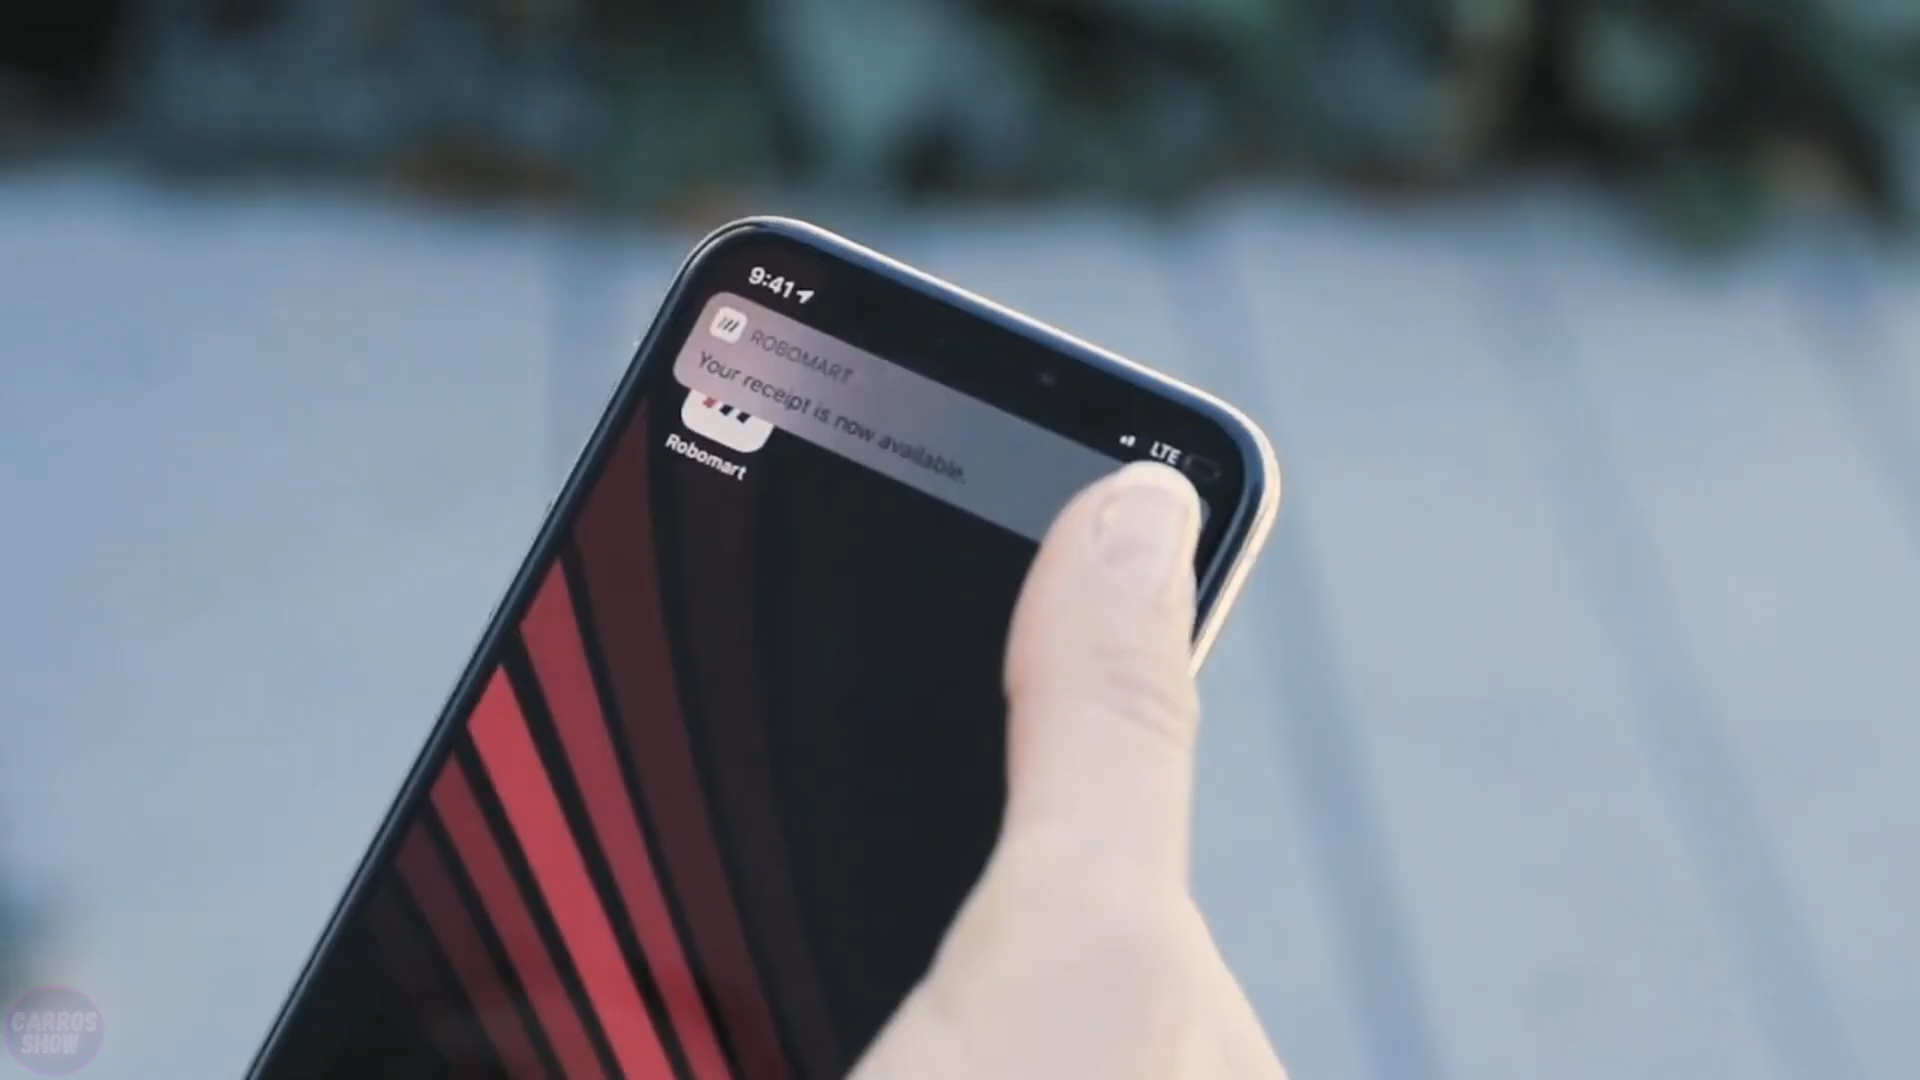 9:41
LTE
ROBOMART
Your receipt is now available.
Robomart
CARROS
SHOW